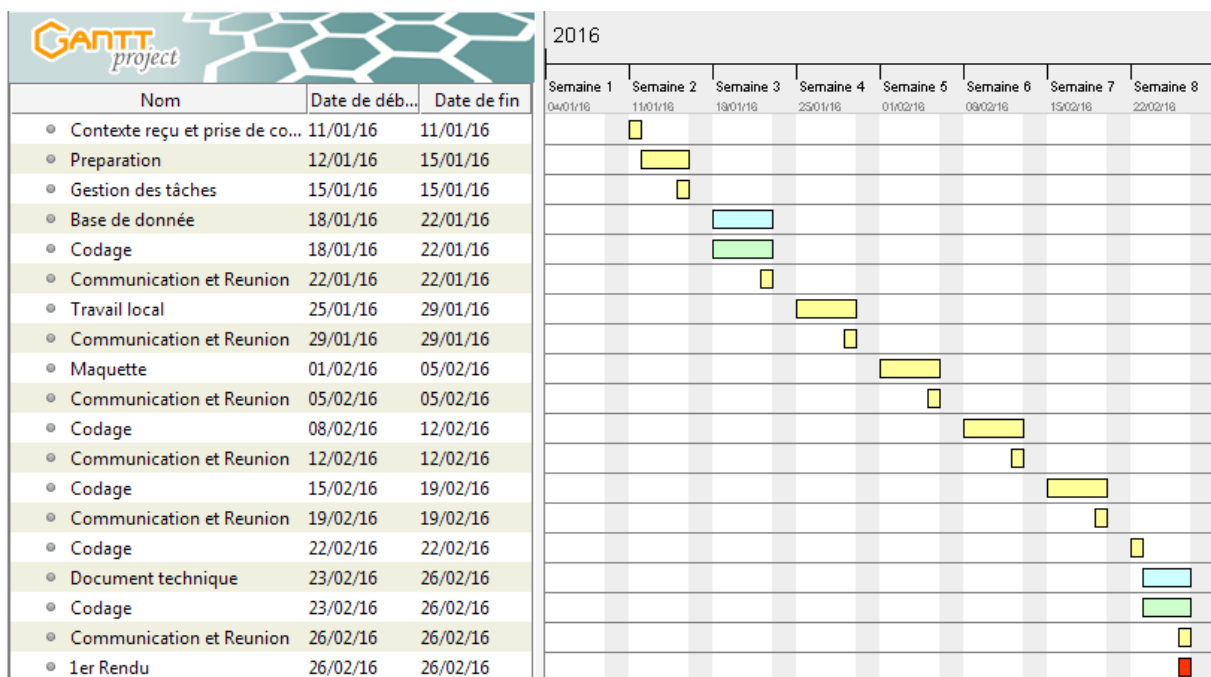 GANTT
project
2016
Semaine 1 Semaine 2 Semaine 3 Semaine 4 Semaine 5 Semaine 6 Semaine 7 Semaine 8
04/01/16 11/01/16 18/01/16 25/01/16 01/02/16 08/02/16 15/02/16 22/02/16
Nom Date de déb... Date de fin
Contexte reçu et prise de co... 11/01/16 11/01/16
Preparation 12/01/16 15/01/16
Gestion des tâches 15/01/16 15/01/16
Base de donnée 18/01/16 22/01/16
Codage 18/01/16 22/01/16
Communication et Reunion 22/01/16 22/01/16
Travail local 25/01/16 29/01/16
Communication et Reunion 29/01/16 29/01/16
Maquette 01/02/16 05/02/16
Communication et Reunion 05/02/16 05/02/16
Codage 08/02/16 12/02/16
Communication et Reunion 12/02/16 12/02/16
Codage 15/02/16 19/02/16
Communication et Reunion 19/02/16 19/02/16
Codage 22/02/16 22/02/16
Document technique 23/02/16 26/02/16
Codage 23/02/16 26/02/16
Communication et Reunion 26/02/16 26/02/16
1er Rendu 26/02/16 26/02/16